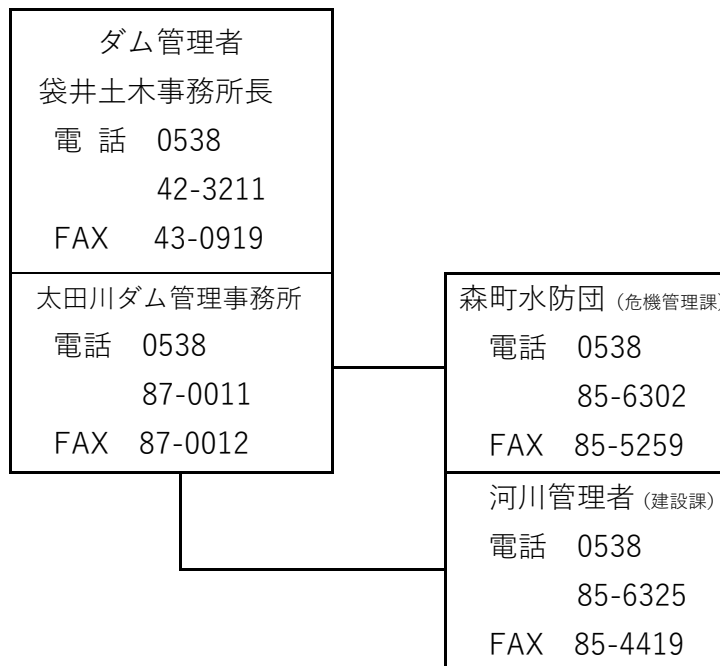 ダム管理者
袋井土木事務所長
電 話 0538
42-3211
FAX 43-0919
太田川ダム管理事務所
電話 0538
87-0011
FAX 87-0012
森町水防団 (危機管理課)
電話 0538
85-6302
FAX 85-5259
河川管理者 (建設課)
電話 0538
85-6325
FAX 85-4419